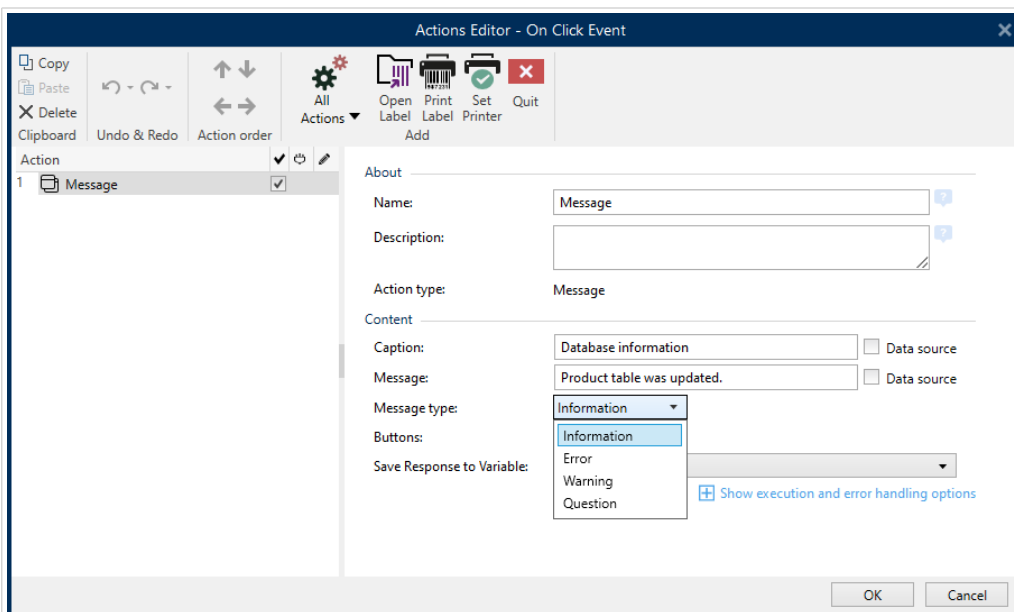 Actions Editor - On Click Event
Copy
Paste
Delete
Clipboard
Undo & Redo
Action order
All
Actions
Open
Label
Print
Label
Set
Printer
Quit
Add
Action
1 Message
About
Name: Message
Description:
Action type: Message
Content
Caption: Database information Data source
Message: Product table was updated. Data source
Message type: Information
Buttons:
Information
Error
Warning
Question
Save Response to Variable:
Show execution and error handling options
OK Cancel